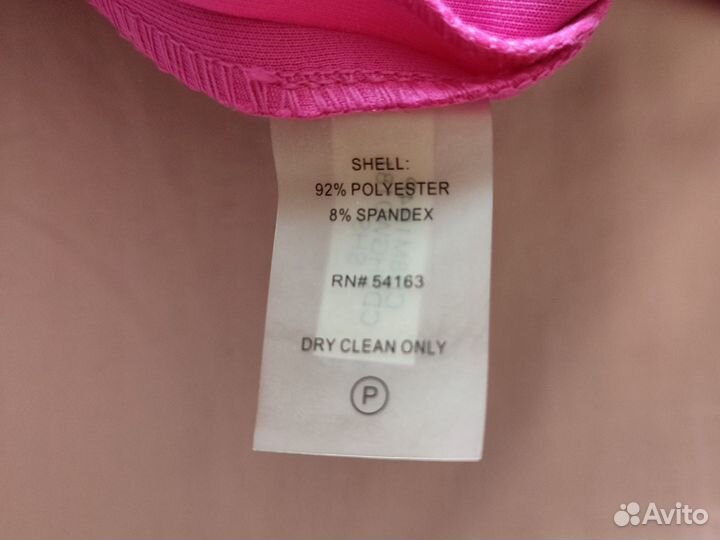 SHELL:
92% POLYESTER
8% SPANDEX
RN# 54163
DRY CLEAN ONLY
P
Avito